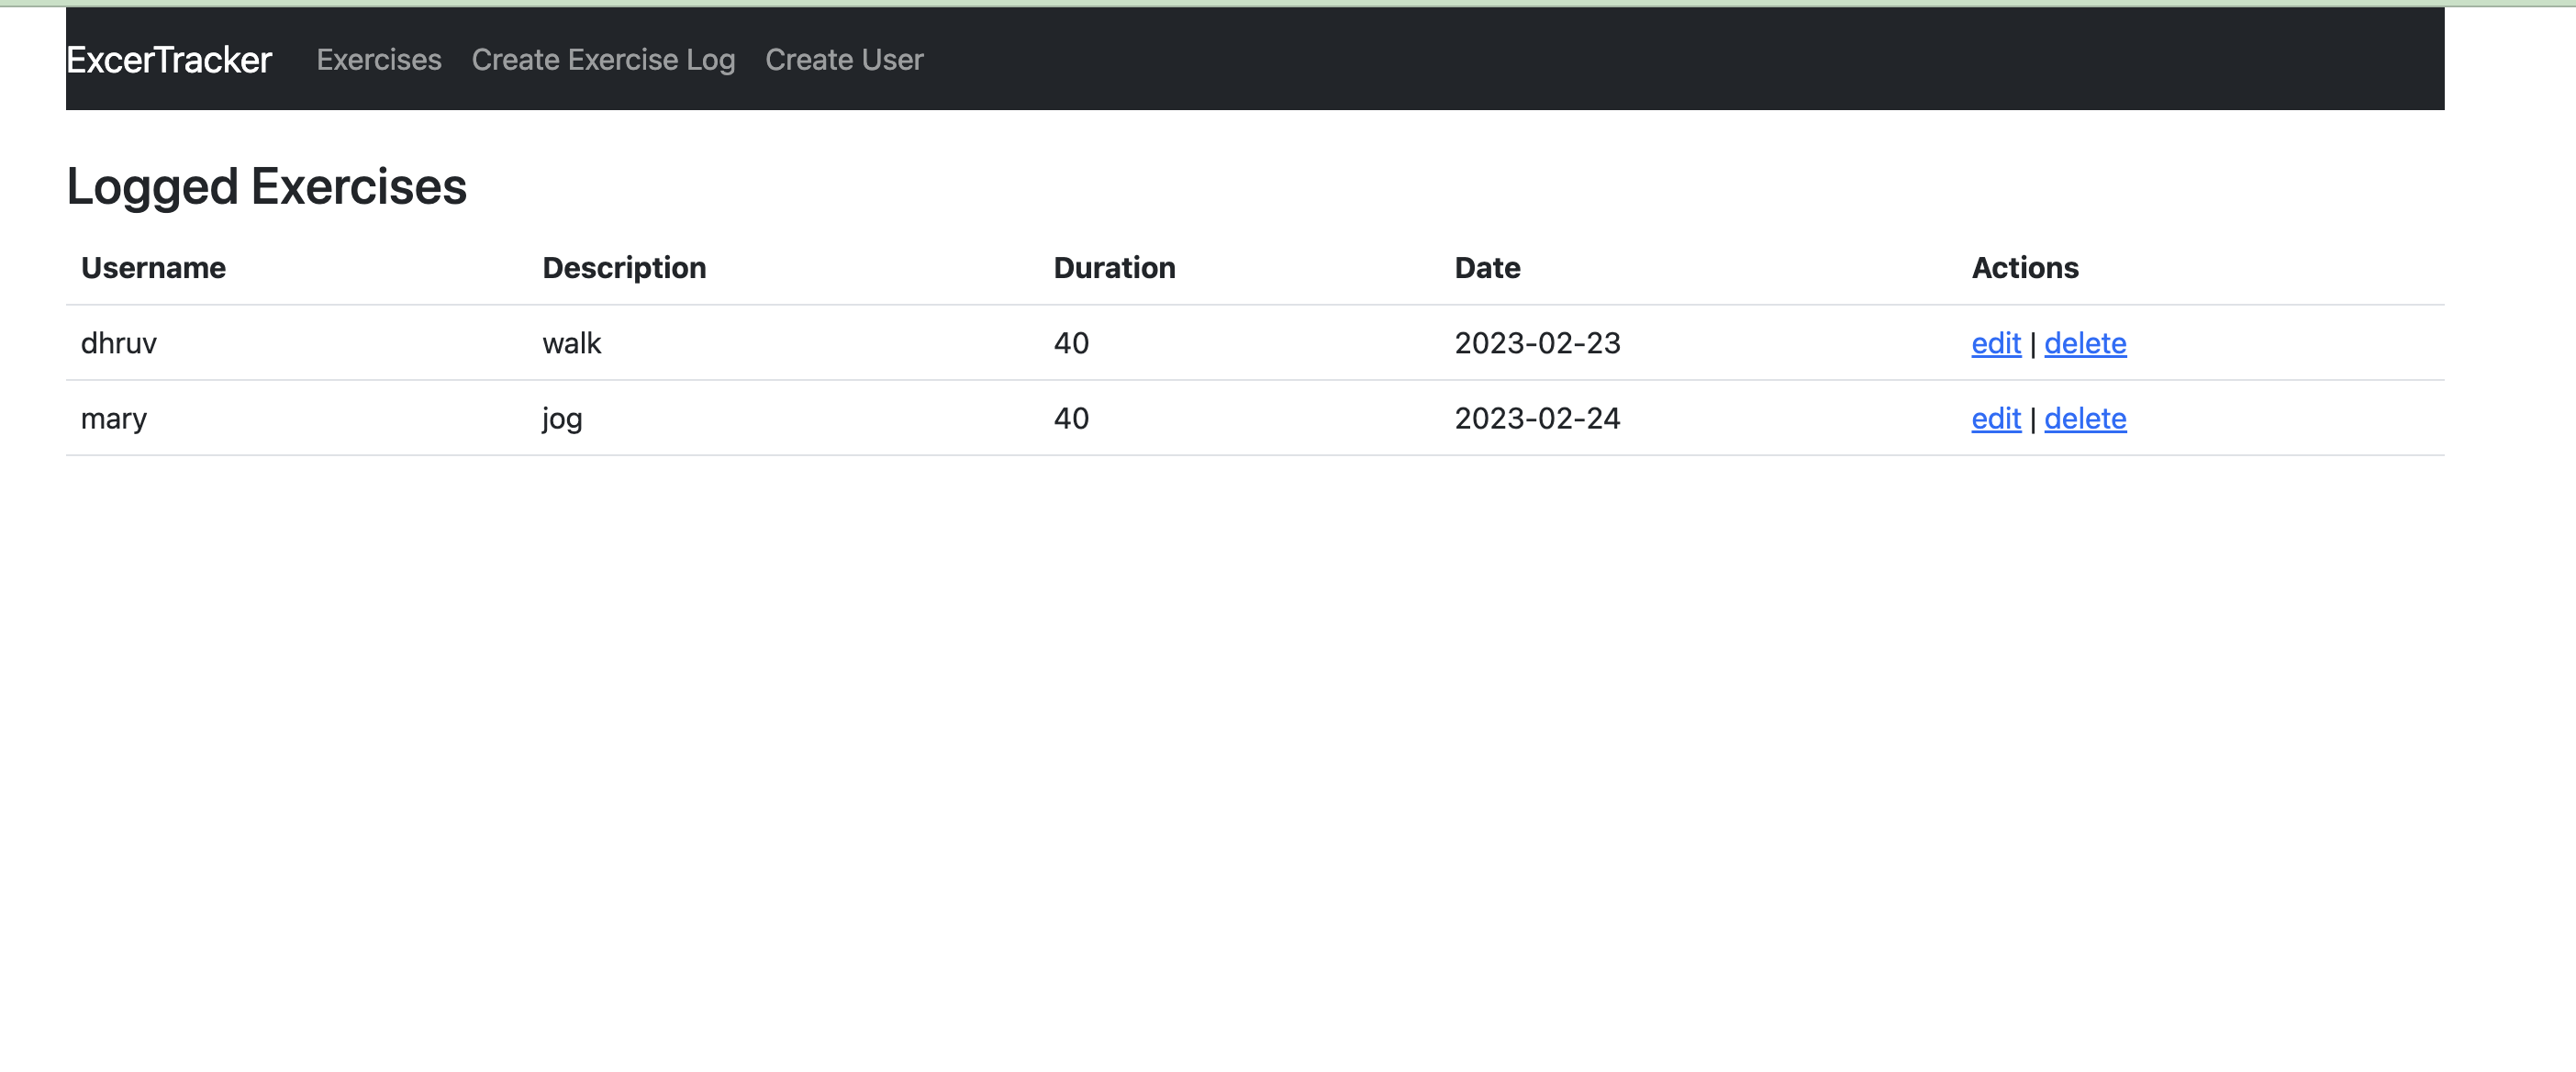 ExcerTracker Exercises Create Exercise Log Create User
Logged Exercises
Username Description Duration Date Actions
dhruv walk 40 2023-02-23 edit | delete
mary jog 40 2023-02-24 edit | delete